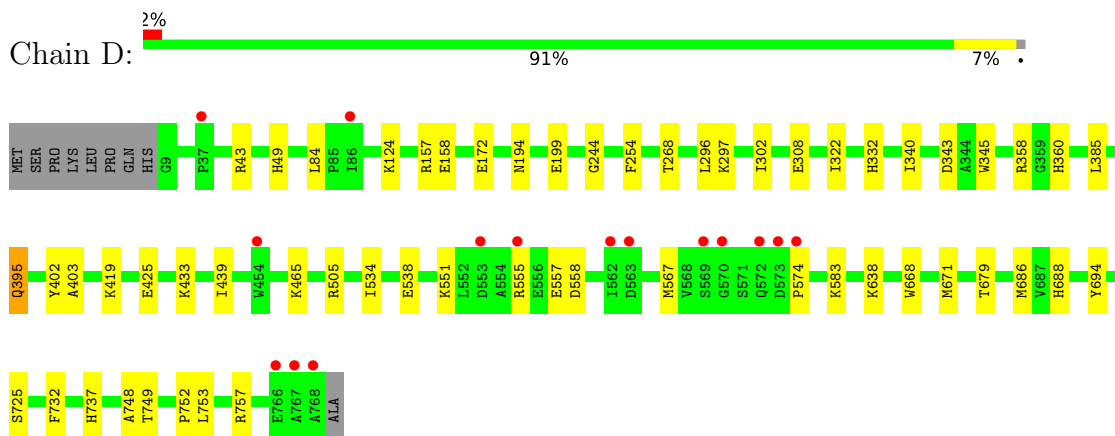 2%
Chain D:
91% 7% •
MET SER PRO LYS LEU PRO GLN HIS G9 P37 R43 H49 L84 P85 I86 K124 R157 E158 E172 N194 E199 G244 F254 T268 L296 K297 I302 E308 I322 H332 I340 D343 A344 W345 R358 G359 H360 L385
Q395 Y402 A403 K419 E425 K433 I439 W454 K465 R505 I534 E538 K551 L552 D553 A554 R555 E556 E557 D558 I562 D563 M567 V568 S569 G570 S571 Q572 D573 P574 K583 K638 W668 M671 T679 M686 V687 H688 Y694
S725 F732 H737 A748 T749 P752 L753 R757 E766 A767 A768 ALA